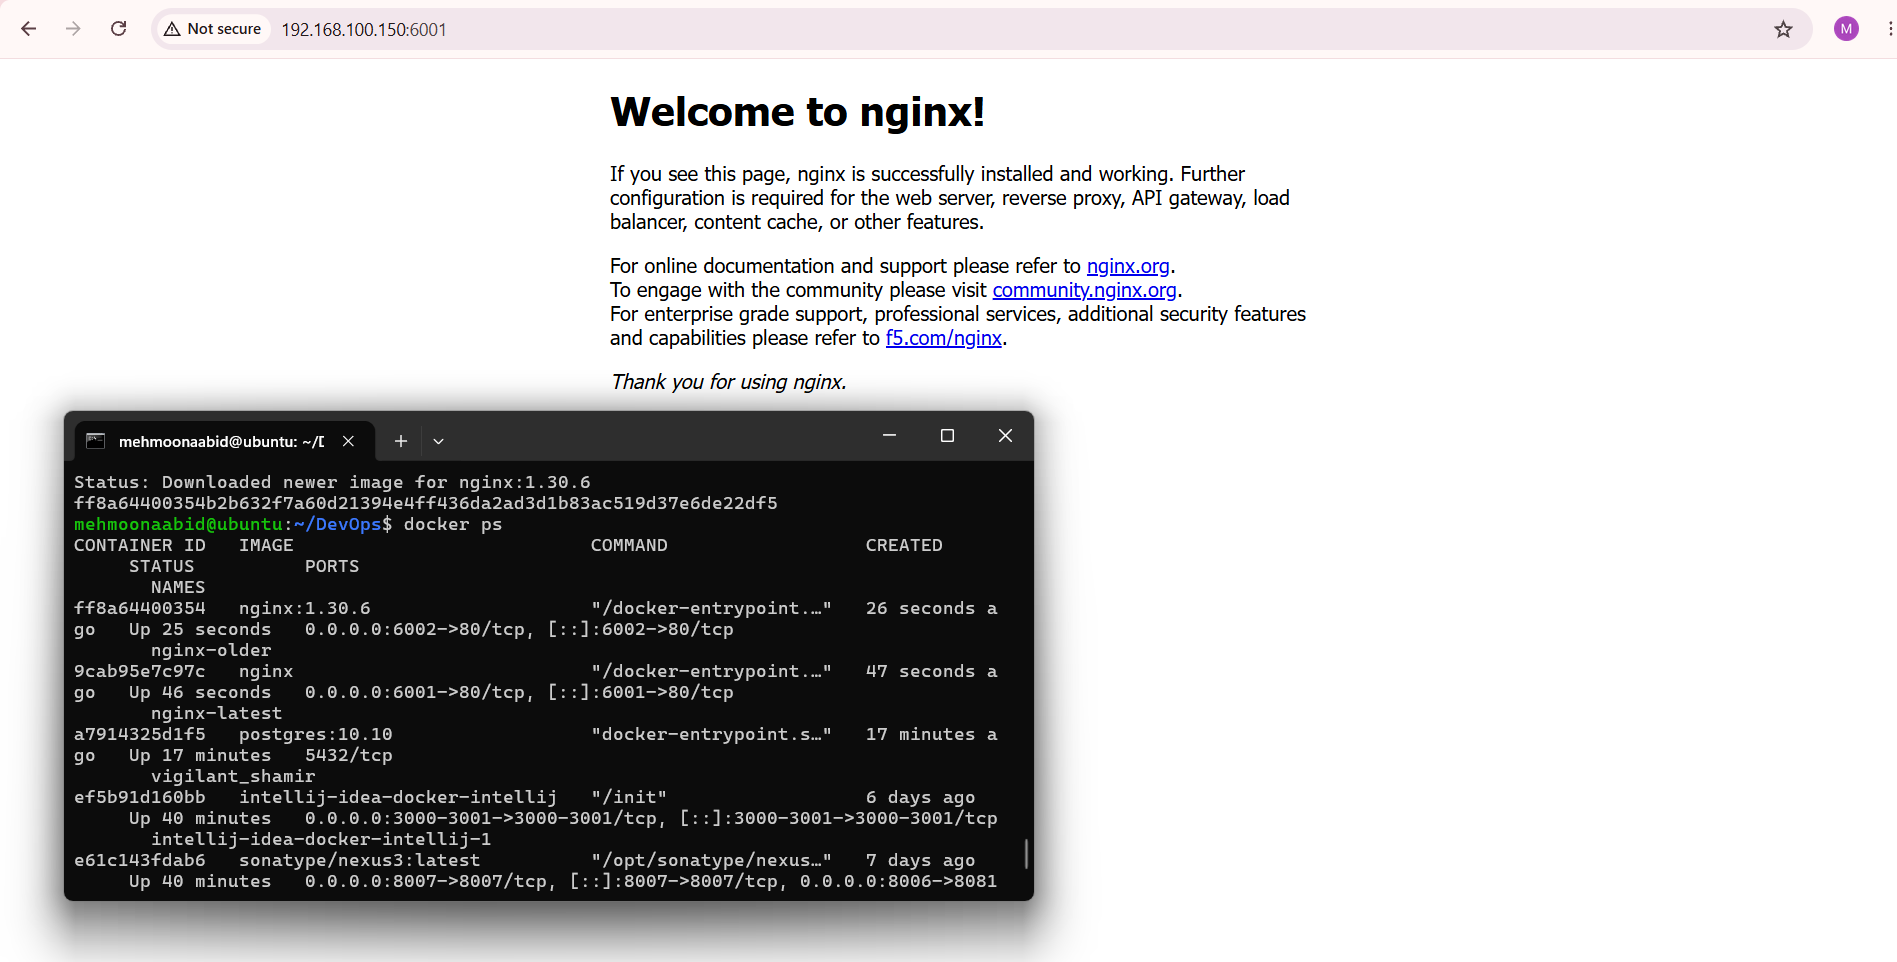 Not secure
192.168.100.150:6001
M
Welcome to nginx!
If you see this page, nginx is successfully installed and working. Further
configuration is required for the web server, reverse proxy, API gateway, load
balancer, content cache, or other features.
For online documentation and support please refer to nginx.org.
To engage with the community please visit community.nginx.org.
For enterprise grade support, professional services, additional security features
and capabilities please refer to f5.com/nginx.
Thank you for using nginx.
mehmoonaabid@ubuntu: ~/D
Status: Downloaded newer image for nginx:1.30.6
ff8a64400354b2b632f7a60d21394e4ff436da2ad3d1b83ac519d37e6de22df5
mehmoonaabid@ubuntu:~/DevOps$ docker ps
CONTAINER ID   IMAGE                           COMMAND                  CREATED
     STATUS          PORTS
       NAMES
ff8a64400354   nginx:1.30.6                    "/docker-entrypoint.…"   26 seconds a
go   Up 25 seconds   0.0.0.0:6002->80/tcp, [::]:6002->80/tcp
       nginx-older
9cab95e7c97c   nginx                           "/docker-entrypoint.…"   47 seconds a
go   Up 46 seconds   0.0.0.0:6001->80/tcp, [::]:6001->80/tcp
       nginx-latest
a7914325d1f5   postgres:10.10                  "docker-entrypoint.s…"   17 minutes a
go   Up 17 minutes   5432/tcp
       vigilant_shamir
ef5b91d160bb   intellij-idea-docker-intellij   "/init"                  6 days ago
     Up 40 minutes   0.0.0.0:3000-3001->3000-3001/tcp, [::]:3000-3001->3000-3001/tcp
       intellij-idea-docker-intellij-1
e61c143fdab6   sonatype/nexus3:latest          "/opt/sonatype/nexus…"   7 days ago
     Up 40 minutes   0.0.0.0:8007->8007/tcp, [::]:8007->8007/tcp, 0.0.0.0:8006->8081